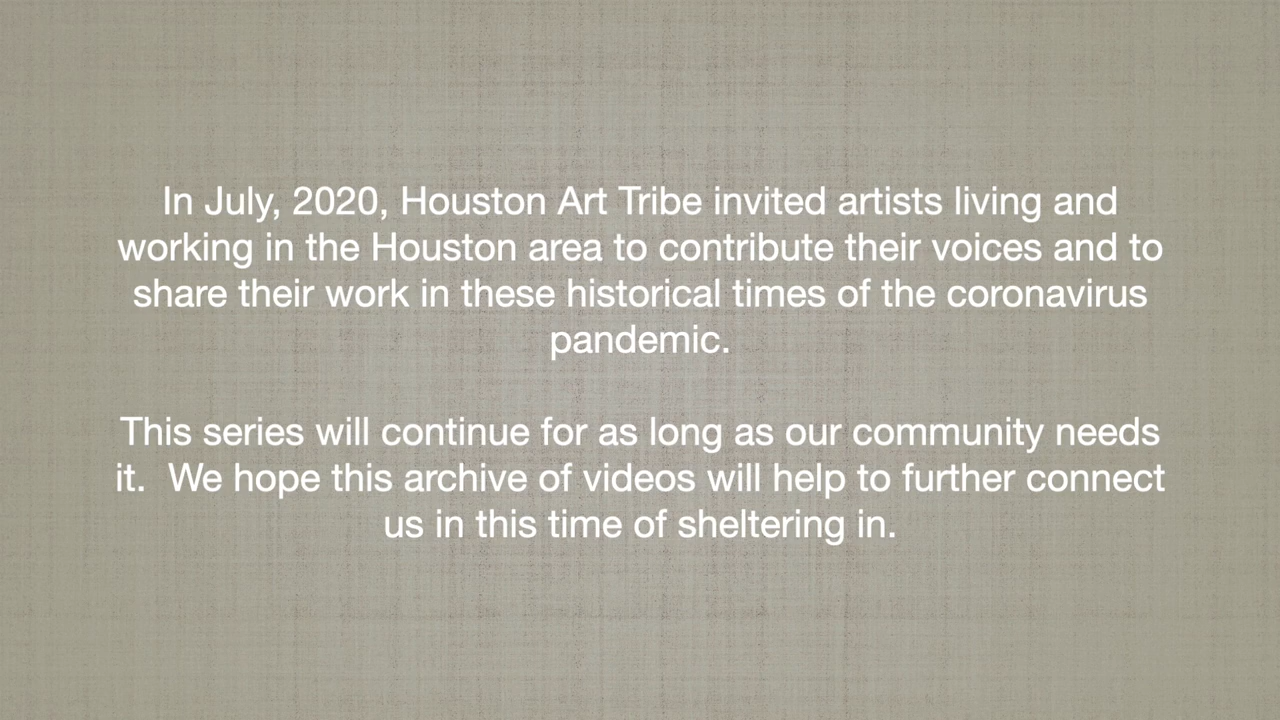 In July, 2020, Houston Art Tribe invited artists living and
working in the Houston area to contribute their voices and to
share their work in these historical times of the coronavirus
pandemic.
This series will continue for as long as our community needs
it.  We hope this archive of videos will help to further connect
us in this time of sheltering in.